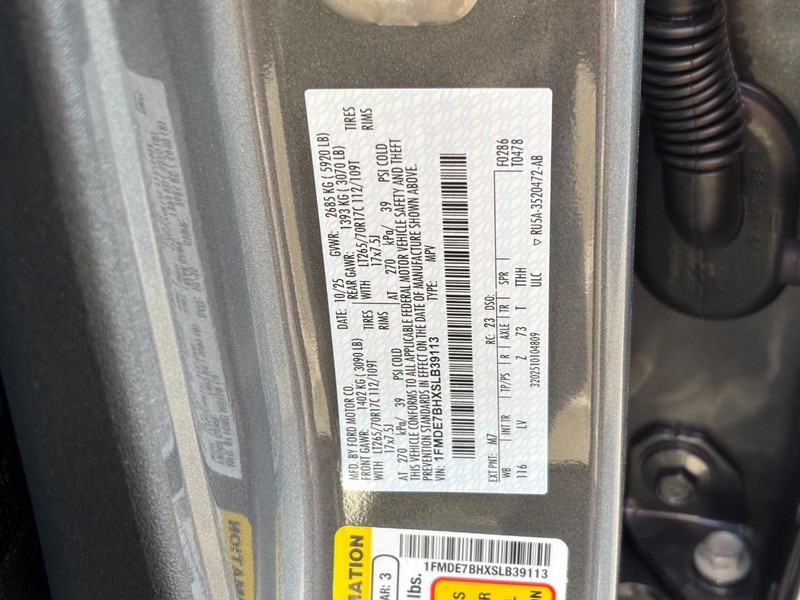 MFD. BY FORD MOTOR CO. DATE: 10/25 GVWR: 2685 KG ( 5920 LB)
FRONT GAWR: 1402 KG ( 3090 LB) REAR GAWR: 1393 KG ( 3070 LB)
WITH LT265/70R17C 112/109T TIRES WITH LT265/70R17C 112/109T TIRES
17x7.5J RIMS 17x7.5J RIMS
AT 270 kPa/ 39 PSI COLD AT 270 kPa/ 39 PSI COLD
THIS VEHICLE CONFORMS TO ALL APPLICABLE FEDERAL MOTOR VEHICLE SAFETY AND THEFT
PREVENTION STANDARDS IN EFFECT ON THE DATE OF MANUFACTURE SHOWN ABOVE.
VIN: 1FMDE7BHXSLB39113 TYPE: MPV
EXT PNT: M7 RC: 23 DSO: F0286
WB INT TR TP/PS R AXLE TR SPR T0478
116 LV Z 73 T TTHH
3202510104809 ULC ▽ RU5A-3520472-AB
MATION
AR: 3
lbs.
1FMDE7BHXSLB39113